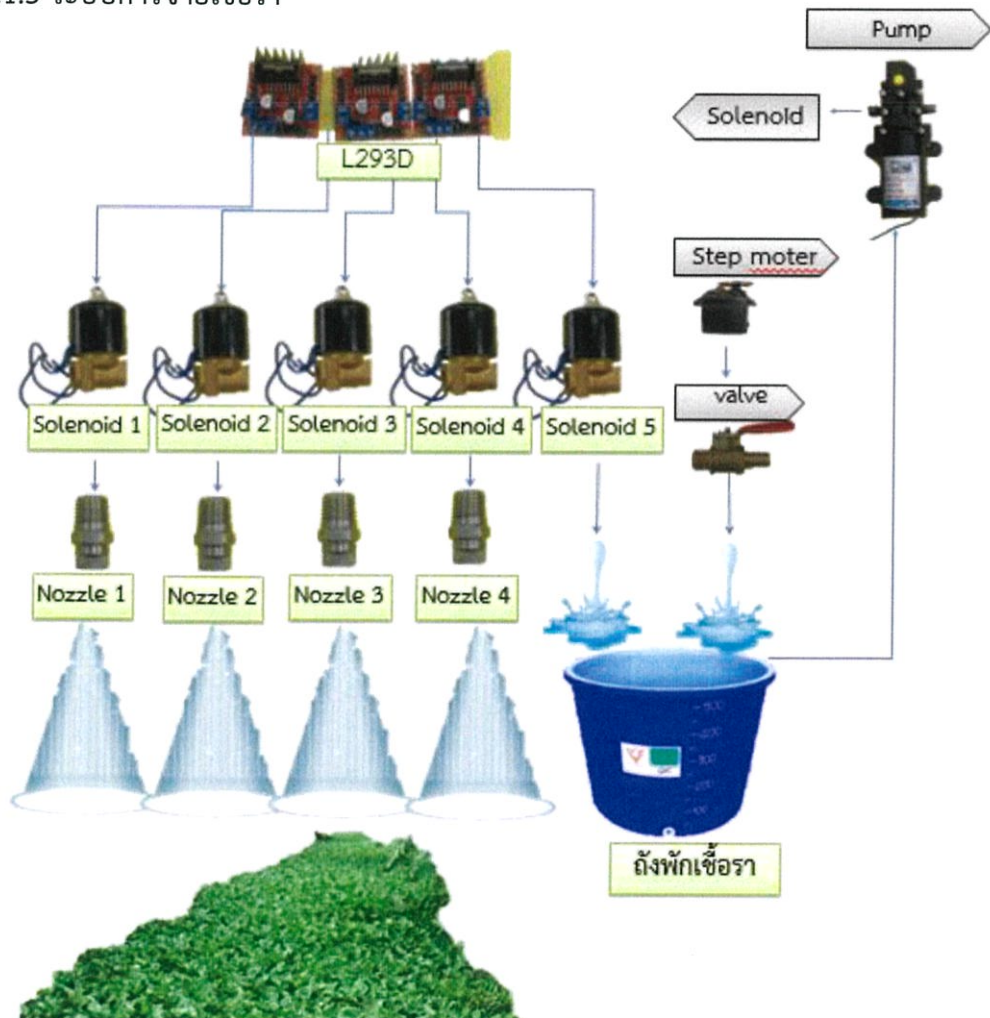 Pump
Solenoid
L293D
Step moter
valve
Solenoid 1
Solenoid 2
Solenoid 3
Solenoid 4
Solenoid 5
Nozzle 1
Nozzle 2
Nozzle 3
Nozzle 4
ถังพักเชื้อรา